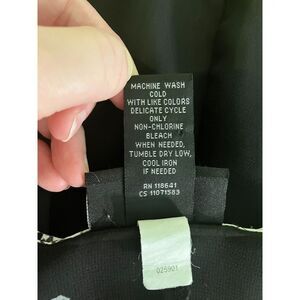 MACHINE WASH
COLD
WITH LIKE COLORS
DELICATE CYCLE
ONLY
NON-CHLORINE
BLEACH
WHEN NEEDED,
TUMBLE DRY LOW,
COOL IRON
IF NEEDED
RN 118641
CS 11071583
025901